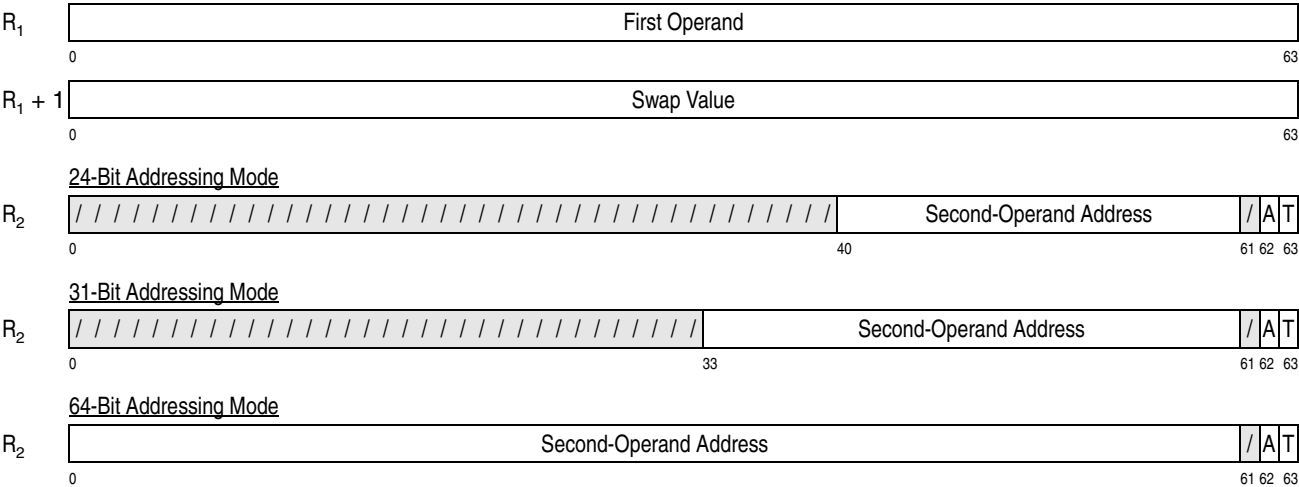 R1 First Operand
0 63
R1 + 1 Swap Value
0 63
24-Bit Addressing Mode
R2 / / / / / / / / / / / / / / / / / / / / / / / / / / / / / / / / / / / / / / / / Second-Operand Address / A T
0 40 61 62 63
31-Bit Addressing Mode
R2 / / / / / / / / / / / / / / / / / / / / / / / / / / / / / / / / / Second-Operand Address / A T
0 33 61 62 63
64-Bit Addressing Mode
R2 Second-Operand Address / A T
0 61 62 63